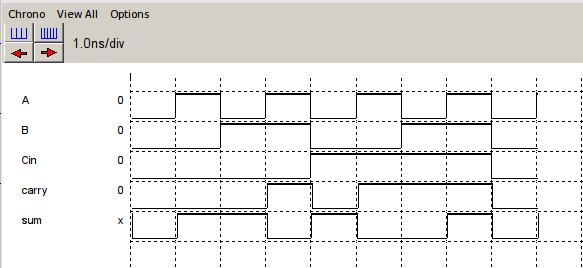 Chrono View All Options
1.0ns/div
A 0
B 0
Cin 0
carry 0
sum x